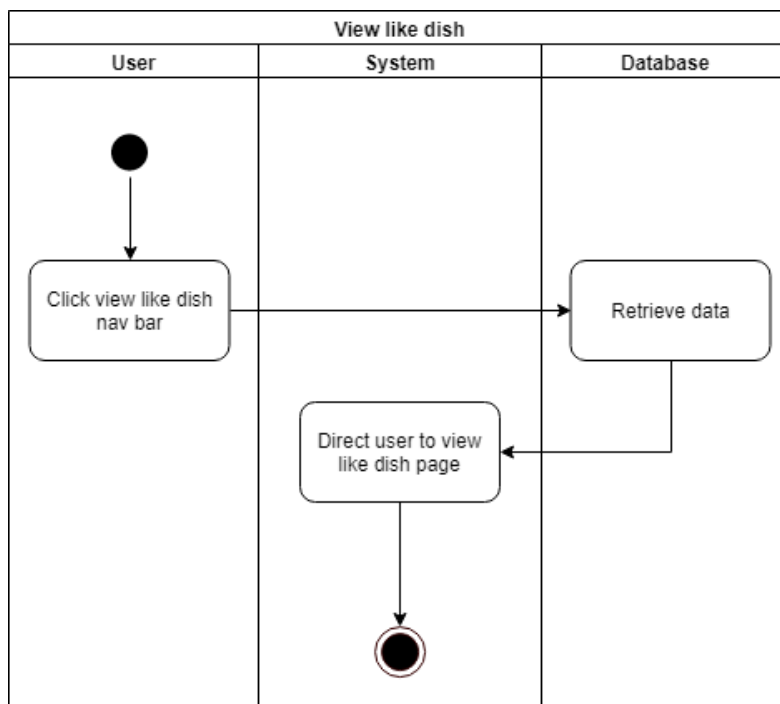 View like dish
User
System
Database
Click view like dish
nav bar
Retrieve data
Direct user to view
like dish page